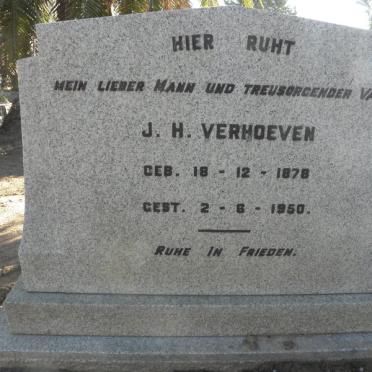 HIER RUHT
MEIN LIEBER MANN UND TREUSORGENDER
J. H. VERHOEVEN
GEB. 18 - 12 - 1878
GEST. 2 - 6 - 1950.
RUHE IN FRIEDEN.